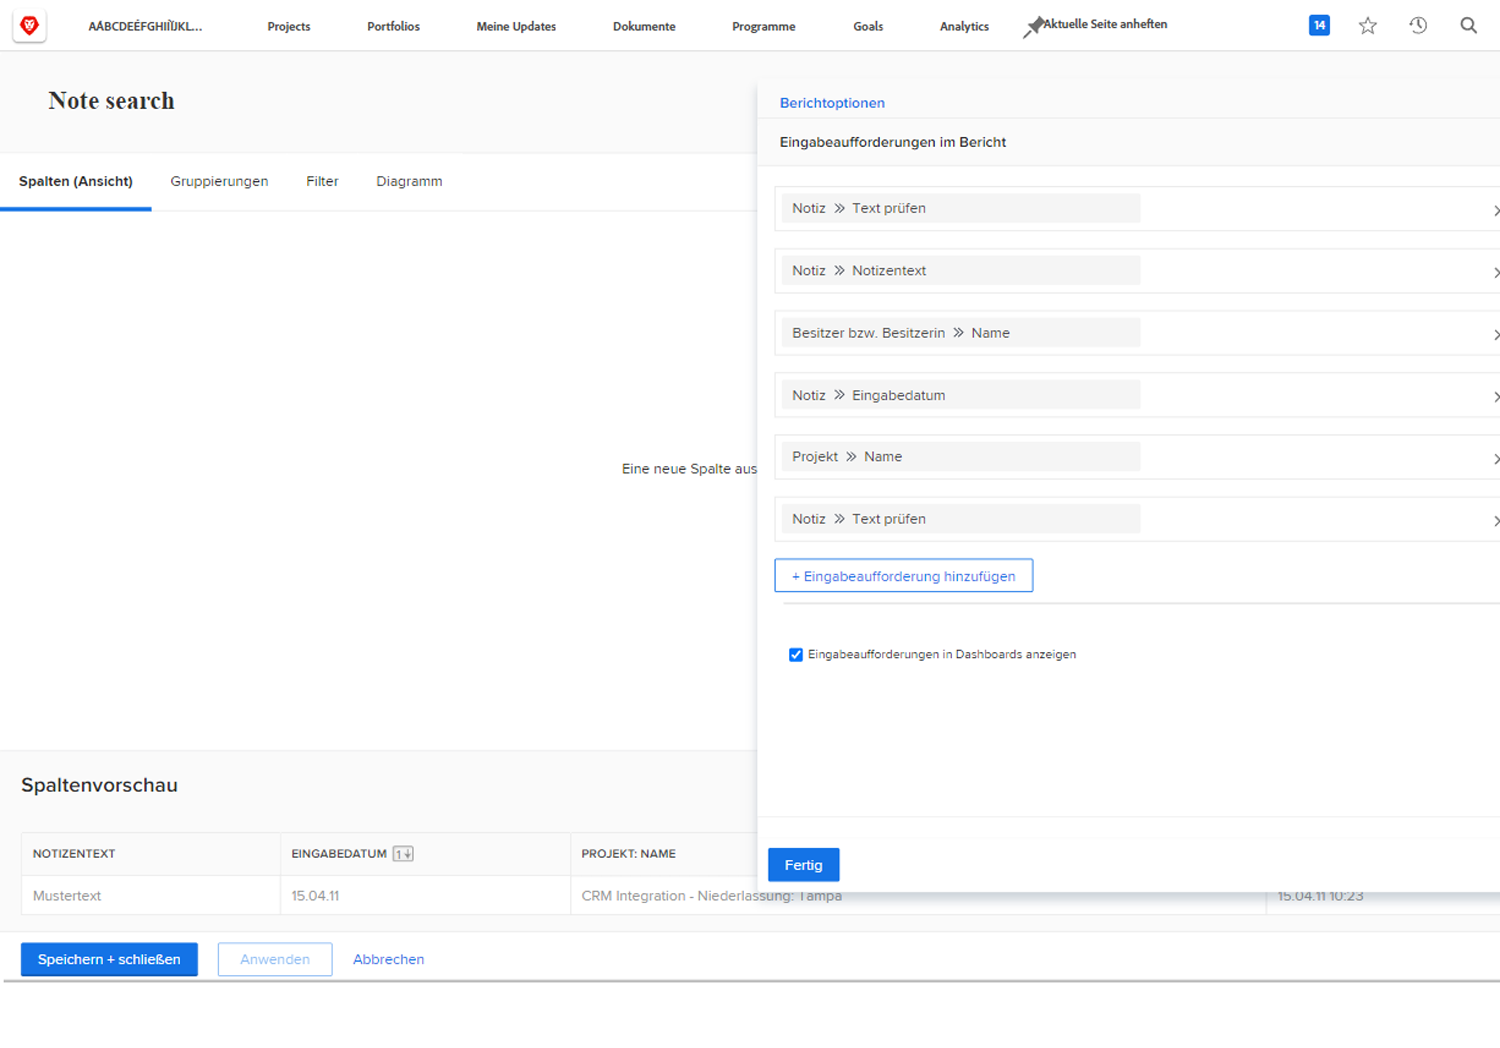 AÁBCDEÉFGHIÍÏJKL...
Projects
Portfolios
Meine Updates
Dokumente
Programme
Goals
Analytics
Aktuelle Seite anheften
14
Note search
Berichtoptionen
Eingabeaufforderungen im Bericht
Spalten (Ansicht)
Gruppierungen
Filter
Diagramm
Notiz » Text prüfen
Notiz » Notizentext
Besitzer bzw. Besitzerin » Name
Notiz » Eingabedatum
Projekt » Name
Notiz » Text prüfen
Eine neue Spalte aus
+ Eingabeaufforderung hinzufügen
Eingabeaufforderungen in Dashboards anzeigen
Spaltenvorschau
NOTIZENTEXT
EINGABEDATUM 1
PROJEKT: NAME
Fertig
Mustertext
15.04.11
CRM Integration - Niederlassung: Tampa
15.04.11 10:23
Speichern + schließen
Anwenden
Abbrechen